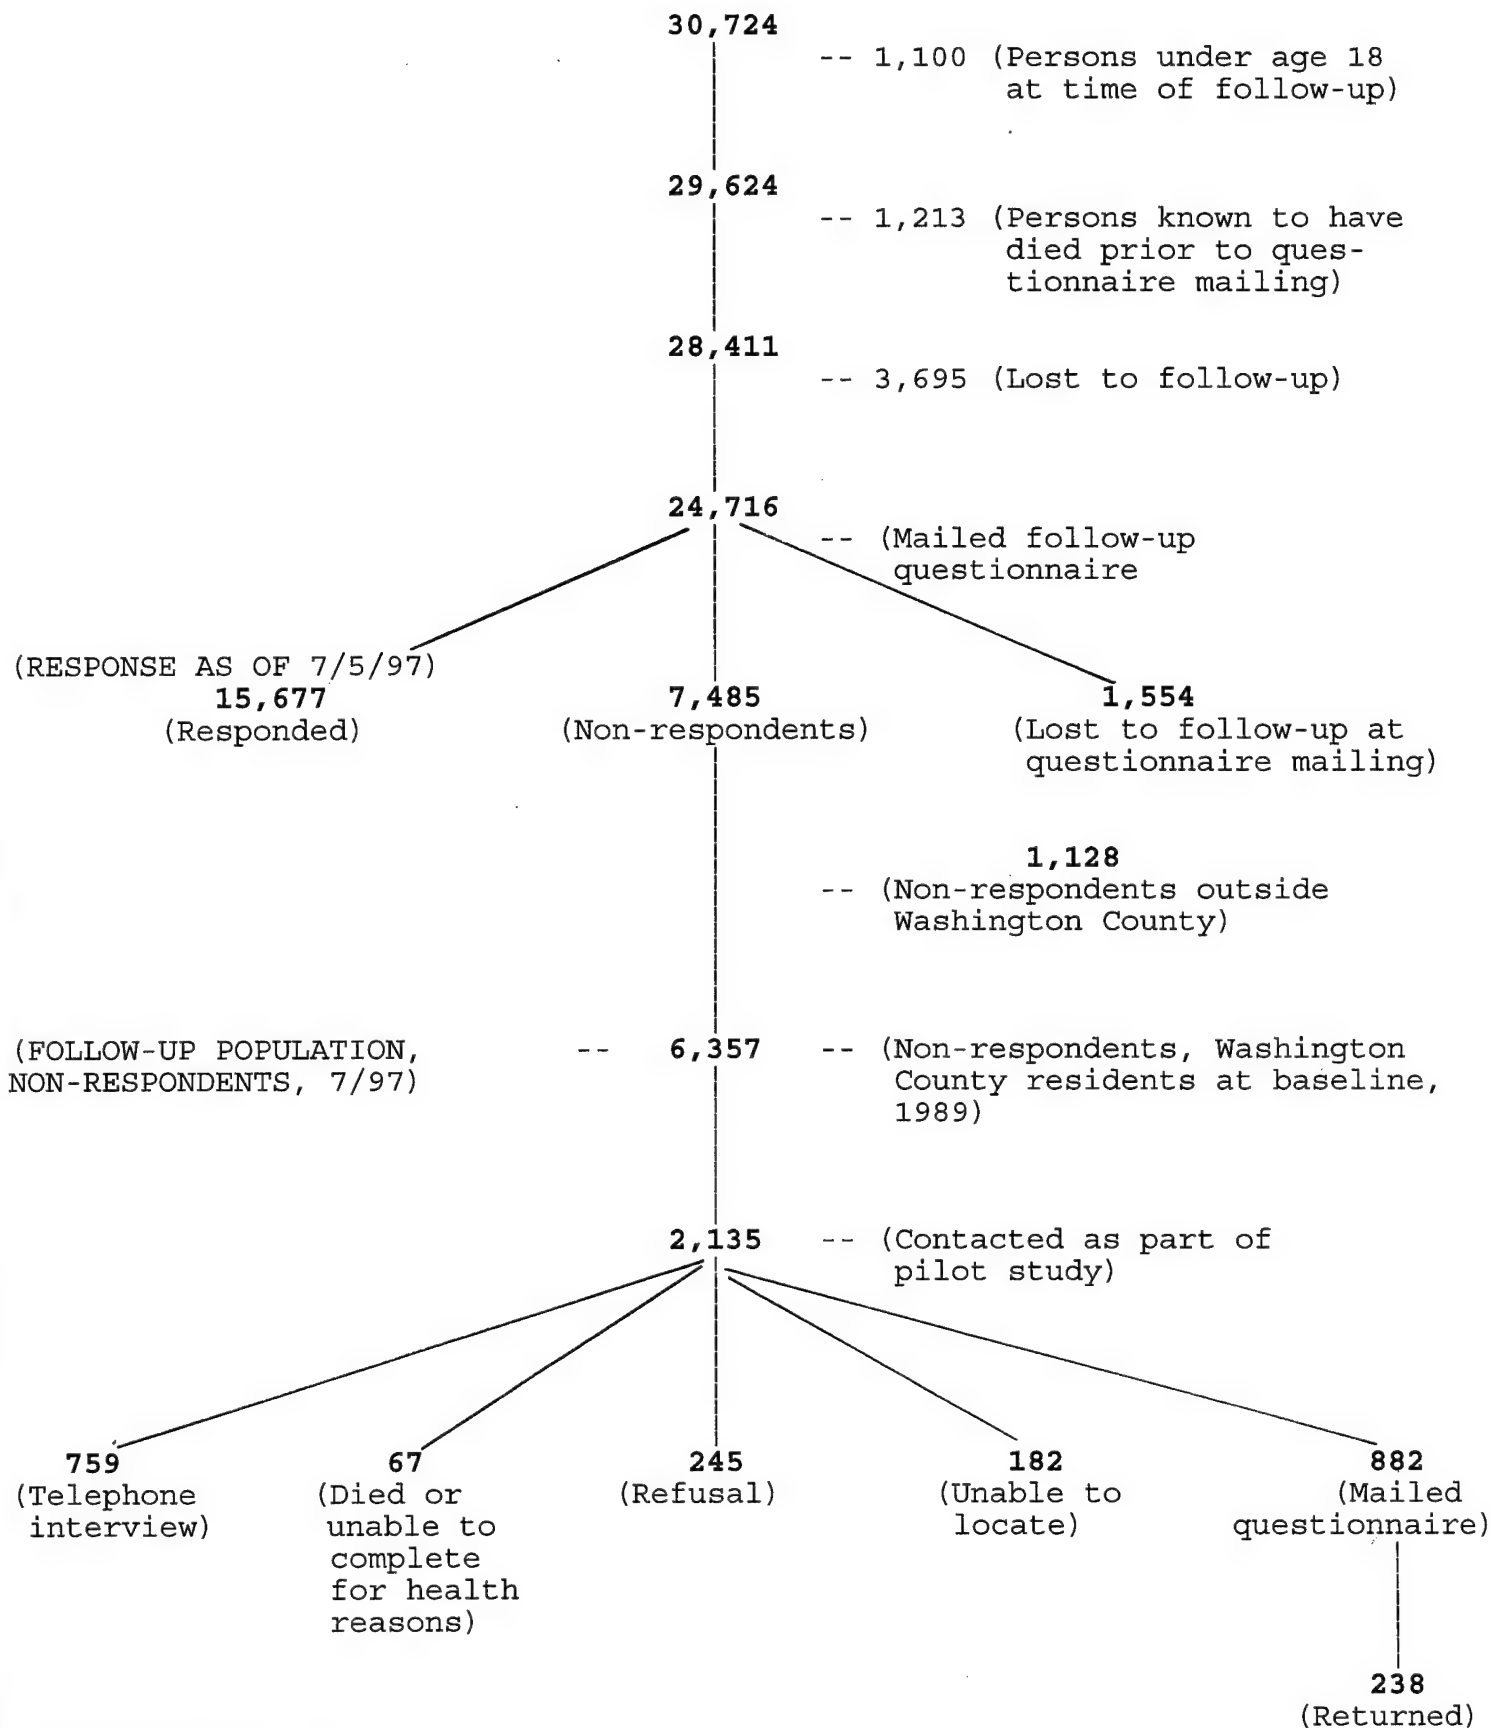 30,724
-- 1,100 (Persons under age 18
at time of follow-up)
29,624
-- 1,213 (Persons known to have
died prior to ques-
tionnaire mailing)
28,411
-- 3,695 (Lost to follow-up)
24,716
-- (Mailed follow-up
questionnaire
(RESPONSE AS OF 7/5/97)
15,677
(Responded)
7,485
(Non-respondents)
1,554
(Lost to follow-up at
questionnaire mailing)
1,128
-- (Non-respondents outside
Washington County)
(FOLLOW-UP POPULATION,
NON-RESPONDENTS, 7/97)
-- 6,357 -- (Non-respondents, Washington
County residents at baseline,
1989)
2,135 -- (Contacted as part of
pilot study)
759
(Telephone
interview)
67
(Died or
unable to
complete
for health
reasons)
245
(Refusal)
182
(Unable to
locate)
882
(Mailed
questionnaire)
238
(Returned)